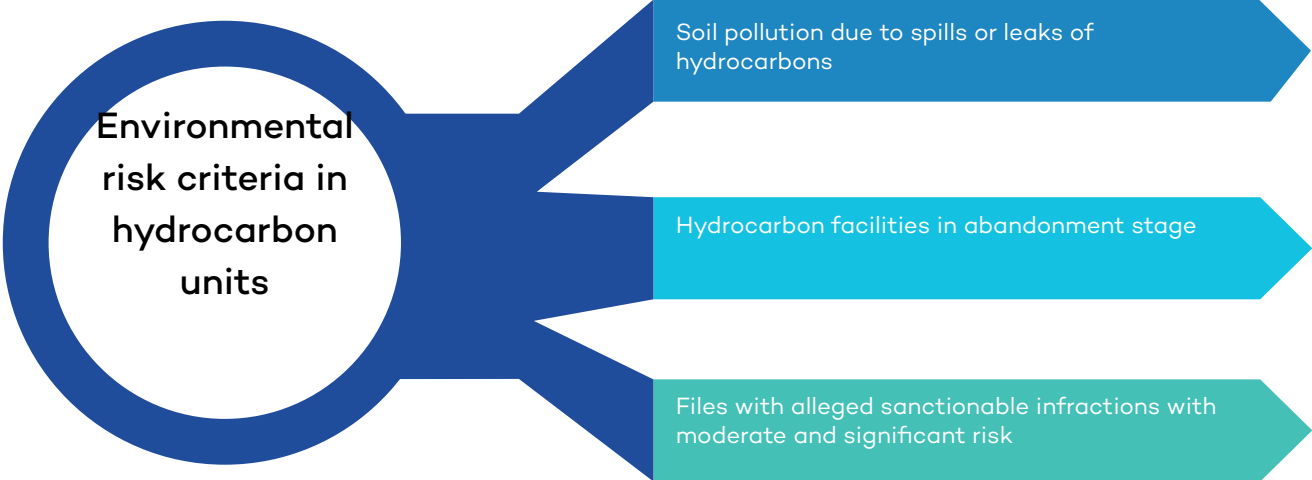 Environmental
risk criteria in
hydrocarbon
units
Soil pollution due to spills or leaks of
hydrocarbons
Hydrocarbon facilities in abandonment stage
Files with alleged sanctionable infractions with
moderate and significant risk